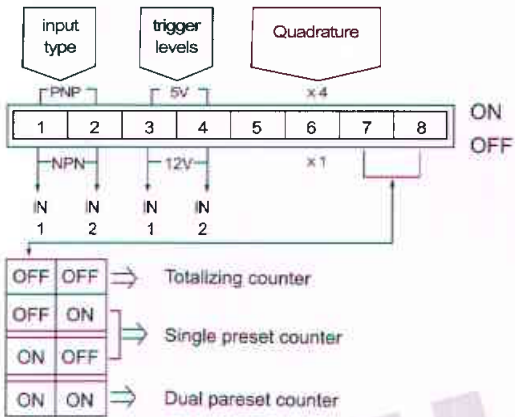 input type
trigger levels
Quadrature
PNP 5V x 4
ON
1 2 3 4 5 6 7 8
OFF
NPN 12V x 1
IN IN IN IN
1 2 1 2
OFF OFF Totalizing counter
OFF ON
Single preset counter
ON OFF
ON ON Dual pareset counter